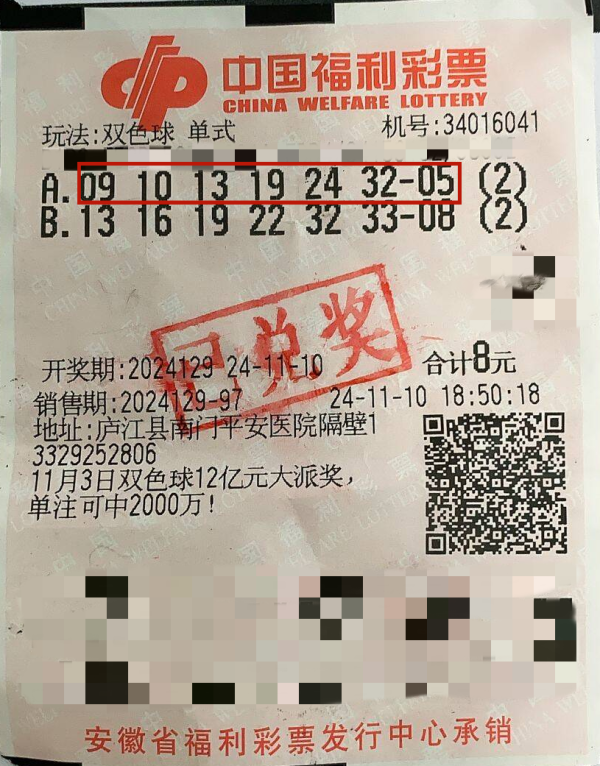 中国福利彩票
CHINA WELFARE LOTTERY
玩法:双色球 单式 机号:34016041
A.09 10 13 19 24 32-05 (2)
B.13 16 19 22 32 33-08 (2)
已兑奖
开奖期:2024129 24-11-10 合计8元
销售期:2024129-97 24-11-10 18:50:18
地址:庐江县南门平安医院隔壁1
3329252806
11月3日双色球12亿元大派奖,
单注可中2000万!
安徽省福利彩票发行中心承销